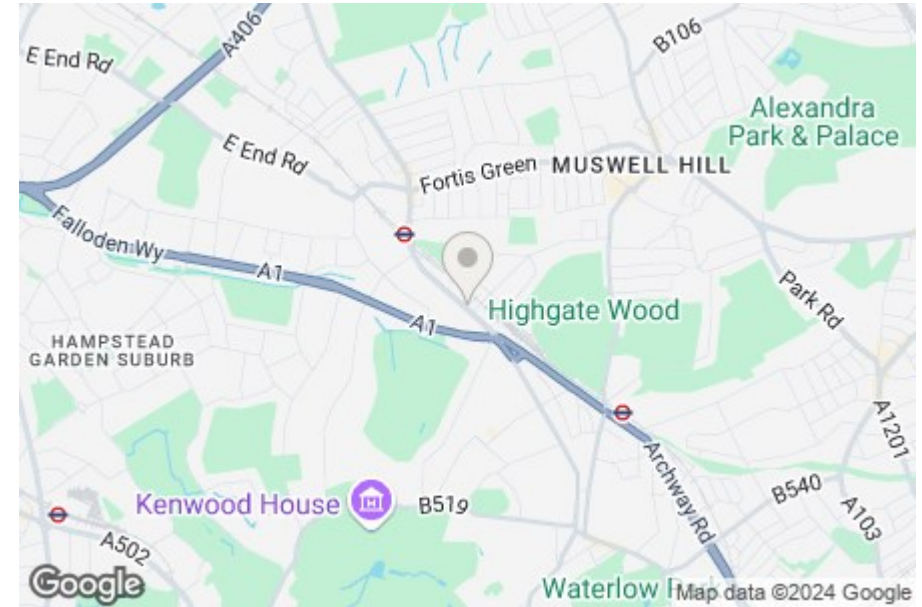 A406
B106
E End Rd
Alexandra
Park & Palace
E End Rd
Fortis Green
MUSWELL HILL
Falloden Wy
A1
Park Rd
A1
Highgate Wood
HAMPSTEAD
GARDEN SUBURB
A1201
Archway Rd
Kenwood House
B519
B540
A103
A502
Google
Waterlow
Map data ©2024 Google